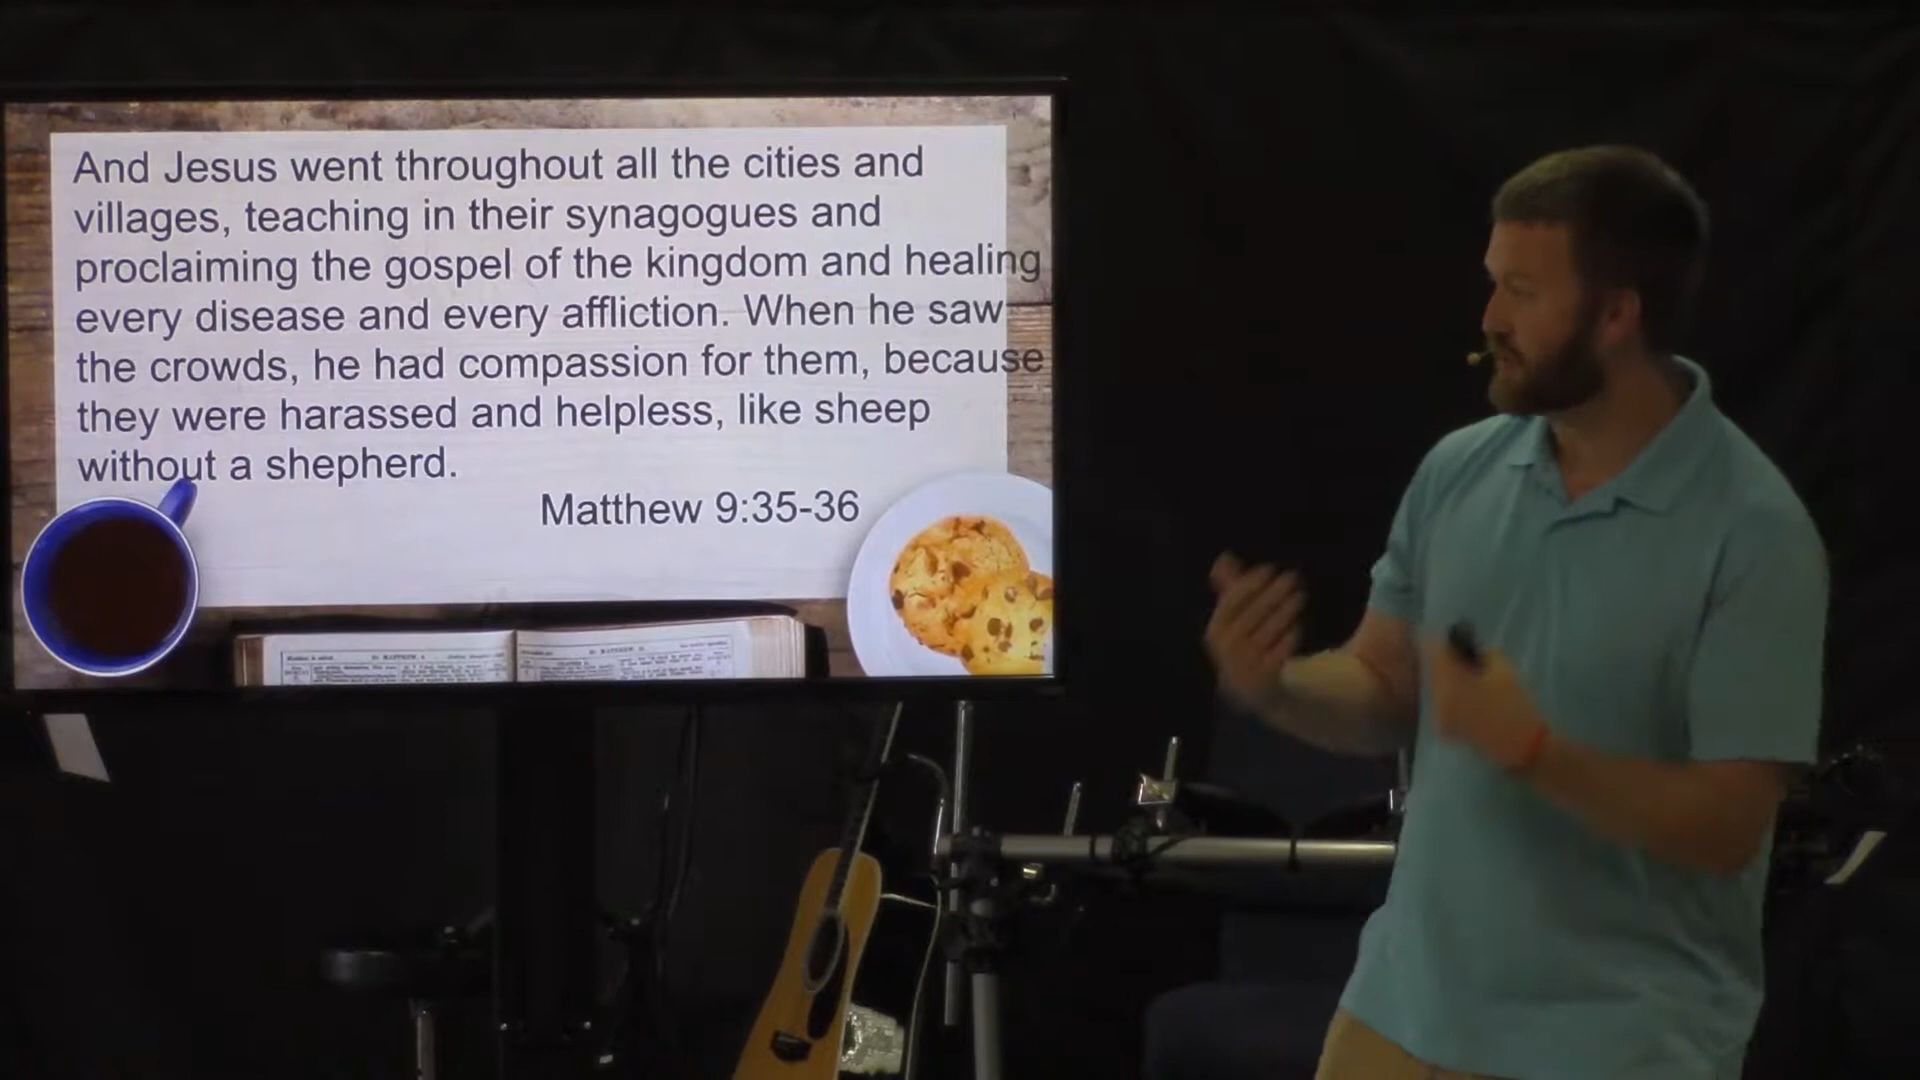 And Jesus went throughout all the cities and
villages, teaching in their synagogues and
proclaiming the gospel of the kingdom and healing
every disease and every affliction. When he saw
the crowds, he had compassion for them, because
they were harassed and helpless, like sheep
without a shepherd.
Matthew 9:35-36